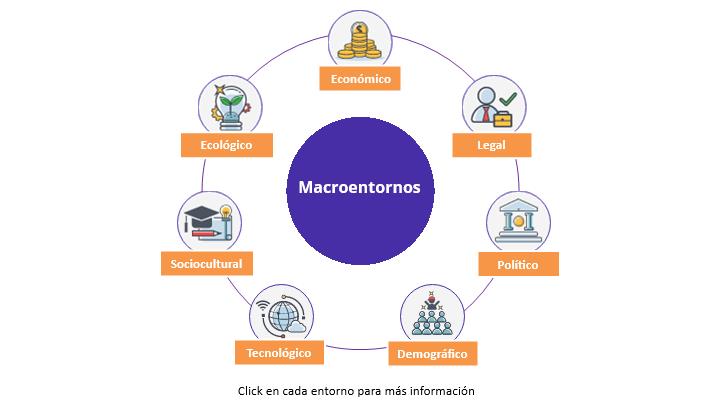 Económico
Ecológico
Legal
Macroentornos
Sociocultural
Político
Tecnológico
Demográfico
Click en cada entorno para más información